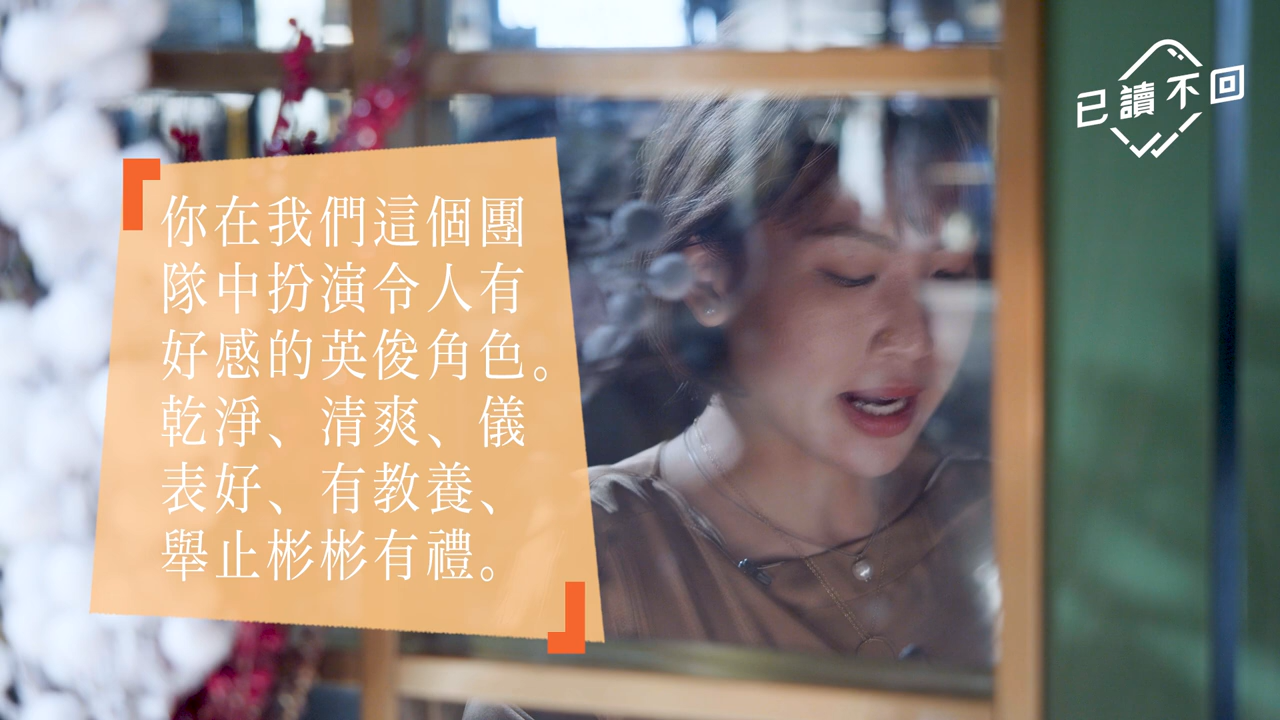 已讀不回
你在我們這個團
隊中扮演令人有
好感的英俊角色。
乾淨、清爽、儀
表好、有教養、
舉止彬彬有禮。